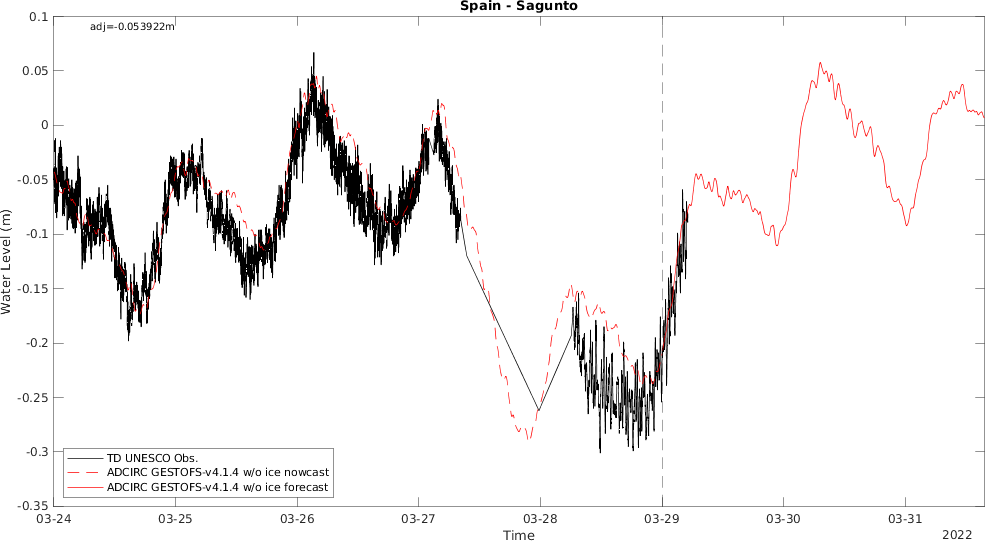 Spain - Sagunto
adj=-0.053922m
0.1
0.05
0
-0.05
-0.1
-0.15
-0.2
-0.25
-0.3
-0.35
Water Level (m)
TD UNESCO Obs.
ADCIRC GESTOFS-v4.1.4 w/o ice nowcast
ADCIRC GESTOFS-v4.1.4 w/o ice forecast
03-24 03-25 03-26 03-27 03-28 03-29 03-30 03-31
Time
2022